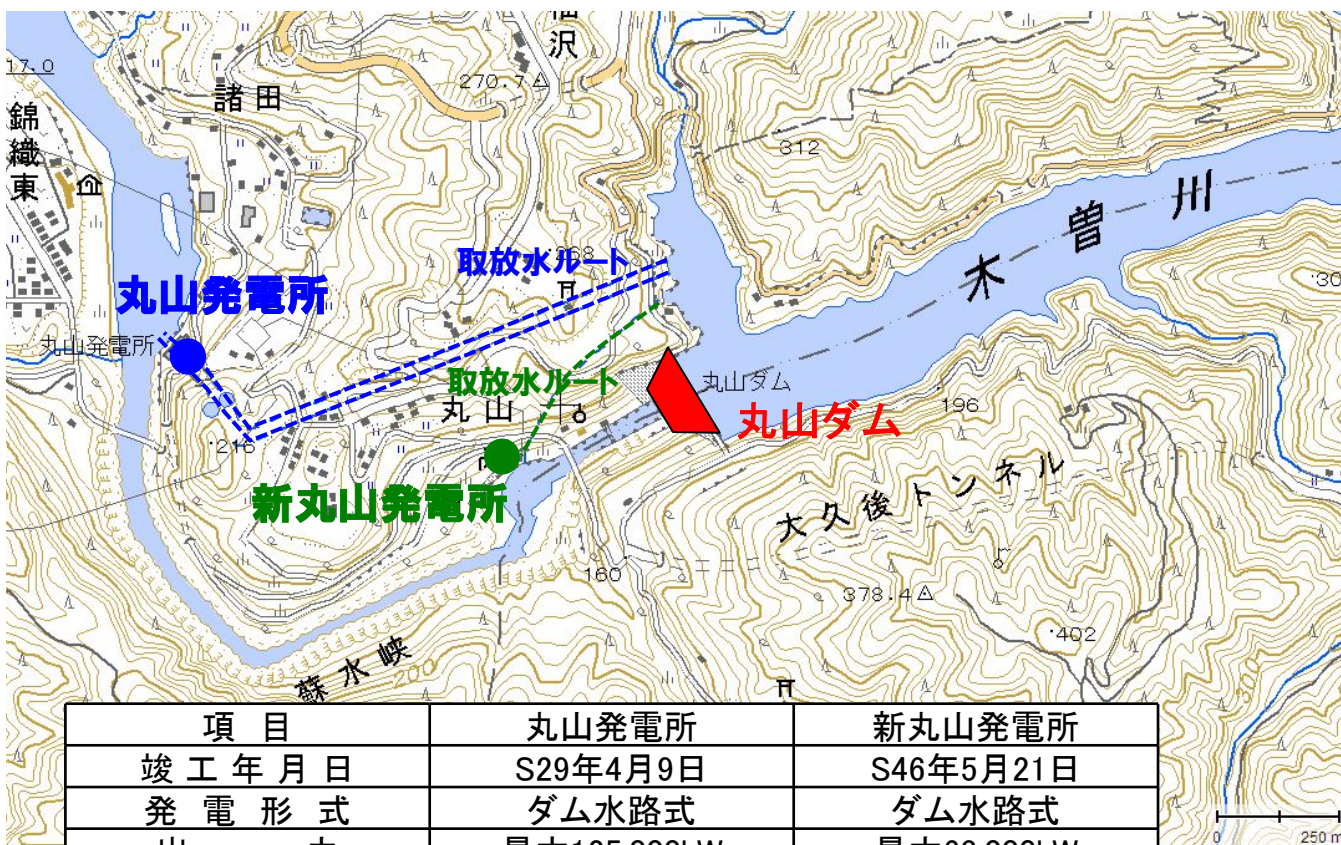 福沢
17.0
諸田
270.7
錦織東
312
木曽川
268
取放水ルート
丸山発電所
丸山発電所
取放水ルート
丸山
丸山ダム
196
丸山ダム
216
新丸山発電所
大久後トンネル
160
378.4
402
蘇水峡
200
300
項目 丸山発電所 新丸山発電所
竣工年月日 S29年4月9日 S46年5月21日
発電形式 ダム水路式 ダム水路式
0 250 m